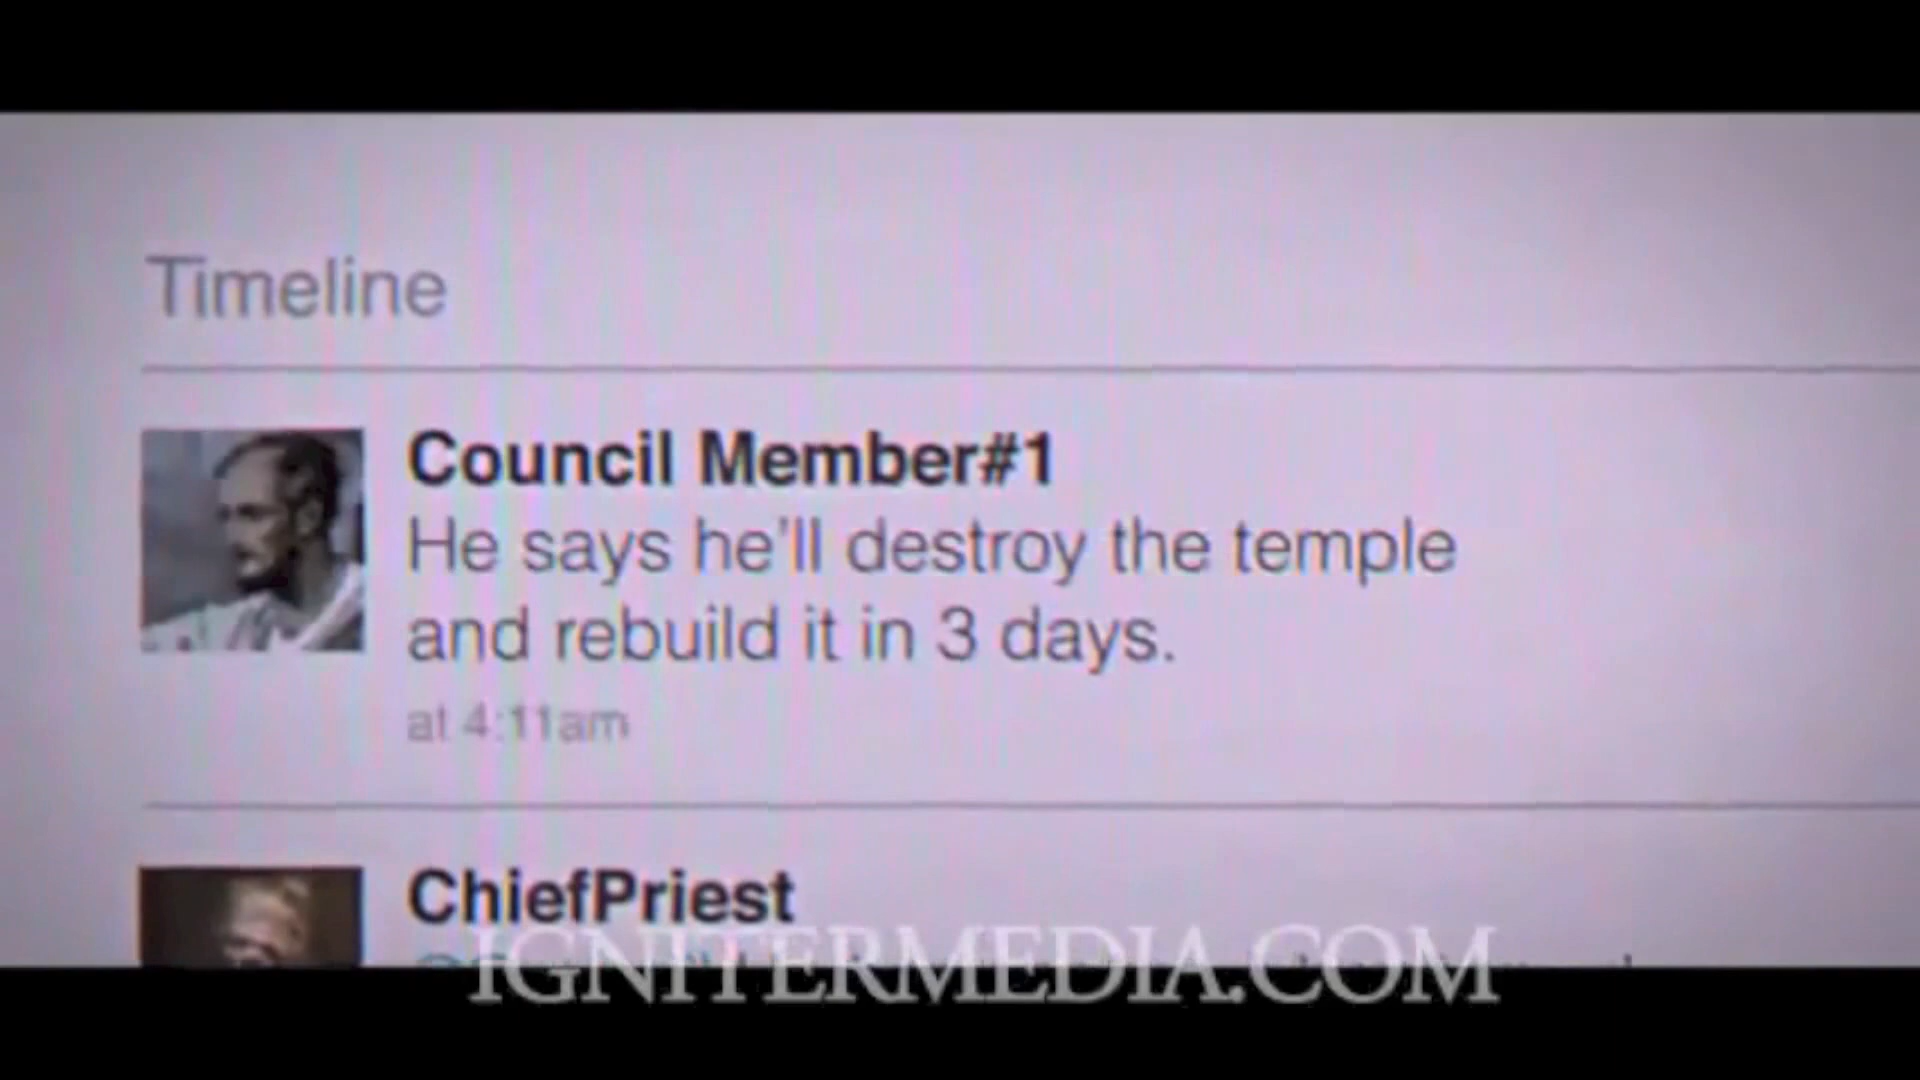 Timeline
Council Member#1
He says he'll destroy the temple
and rebuild it in 3 days.
at 4:11am
ChiefPriest
IGNITERMEDIA.COM